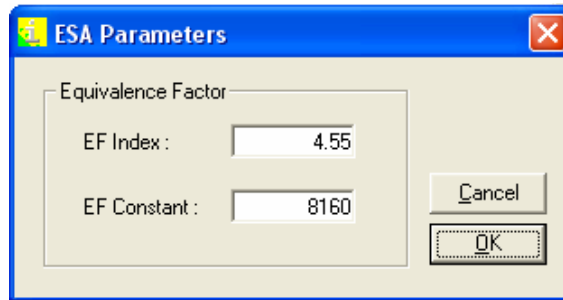 ESA Parameters
Equivalence Factor
EF Index : 4.55
EF Constant : 8160
Cancel
OK